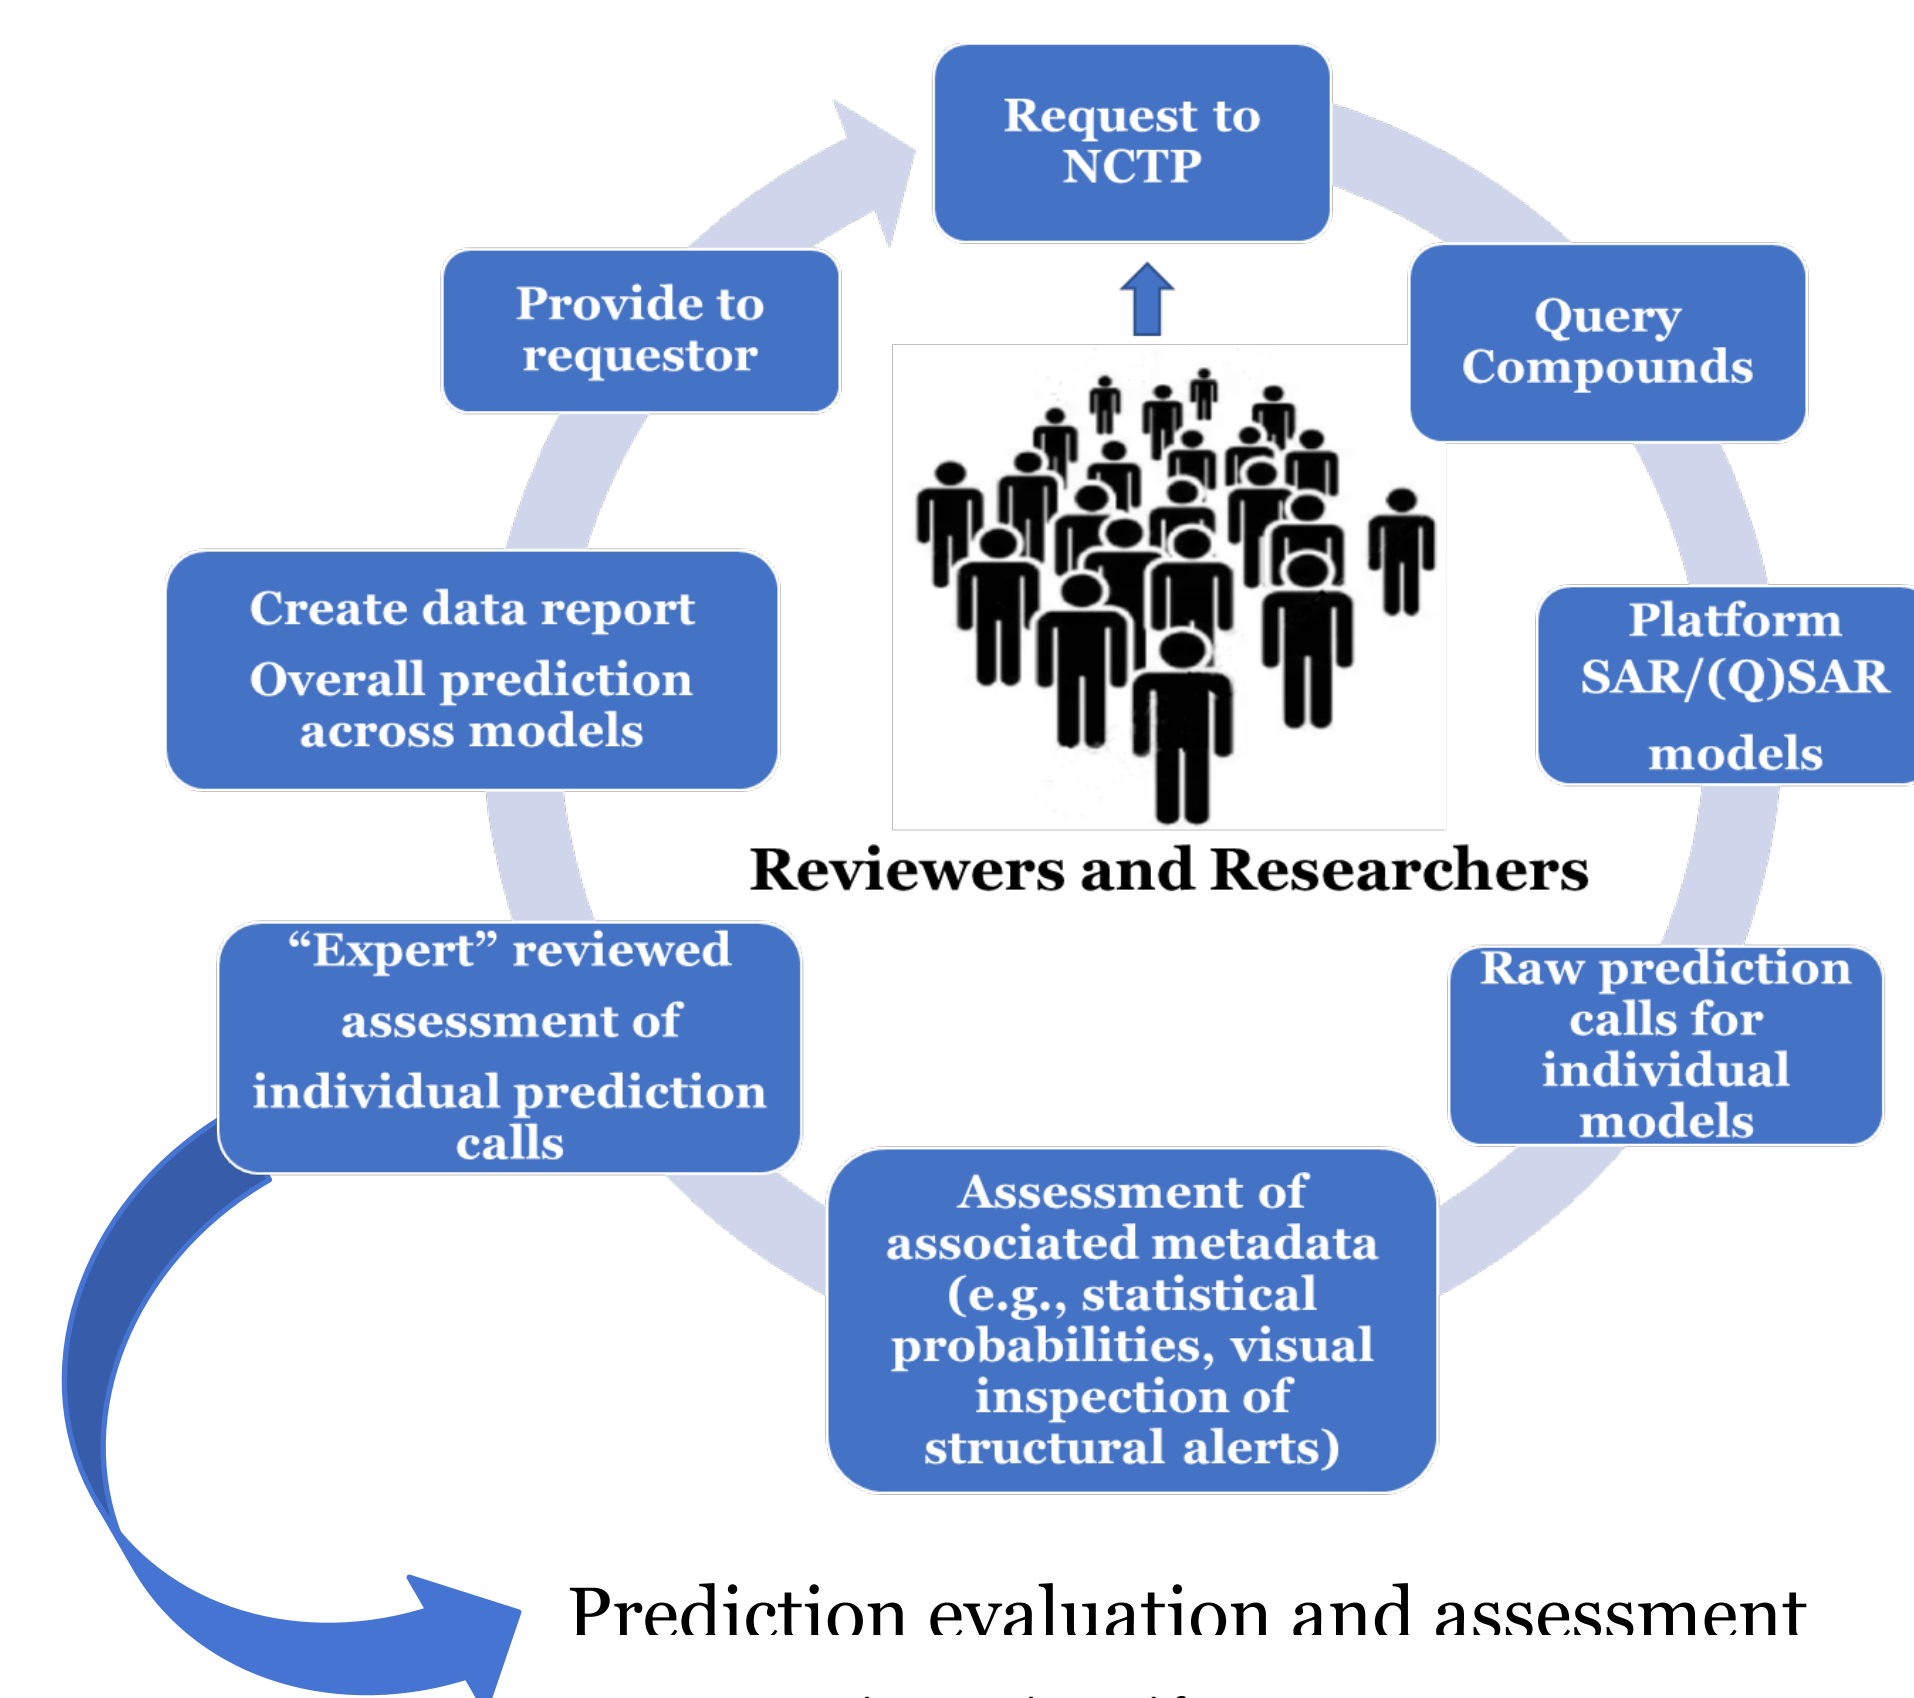 Request to
NCTP
Query
Compounds
Platform
SAR/(Q)SAR
models
Raw prediction
calls for
individual
models
Assessment of
associated metadata
(e.g., statistical
probabilities, visual
inspection of
structural alerts)
“Expert” reviewed
assessment of
individual prediction
calls
Create data report
Overall prediction
across models
Provide to
requestor
Reviewers and Researchers
Prediction evaluation and assessment